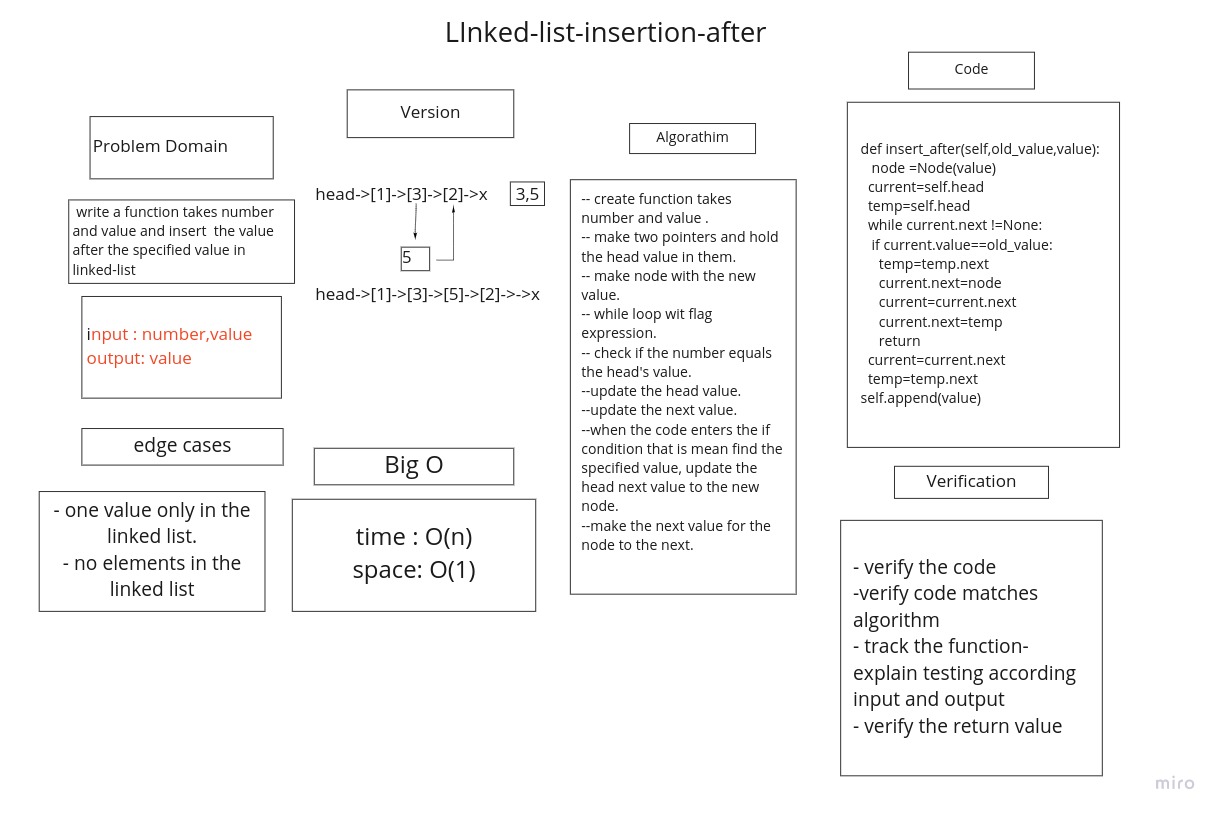 LInked-list-insertion-after
Problem Domain
write a function takes number
and value and insert  the value
after the specified value in
linked-list
input : number,value
output: value
edge cases
- one value only in the
linked list.
- no elements in the
linked list
Version
head->[1]->[3]->[2]->x
3,5
5
head->[1]->[3]->[5]->[2]->->x
Big O
time : O(n)
space: O(1)
Algorathim
-- create function takes
number and value .
-- make two pointers and hold
the head value in them.
-- make node with the new
value.
-- while loop wit flag
expression.
-- check if the number equals
the head's value.
--update the head value.
--update the next value.
--when the code enters the if
condition that is mean find the
specified value, update the
head next value to the new
node.
--make the next value for the
node to the next.
Code
def insert_after(self,old_value,value):
node =Node(value)
current=self.head
temp=self.head
while current.next !=None:
if current.value==old_value:
temp=temp.next
current.next=node
current=current.next
current.next=temp
return
current=current.next
temp=temp.next
self.append(value)
Verification
- verify the code
-verify code matches
algorithm
- track the function-
explain testing according
input and output
- verify the return value
miro